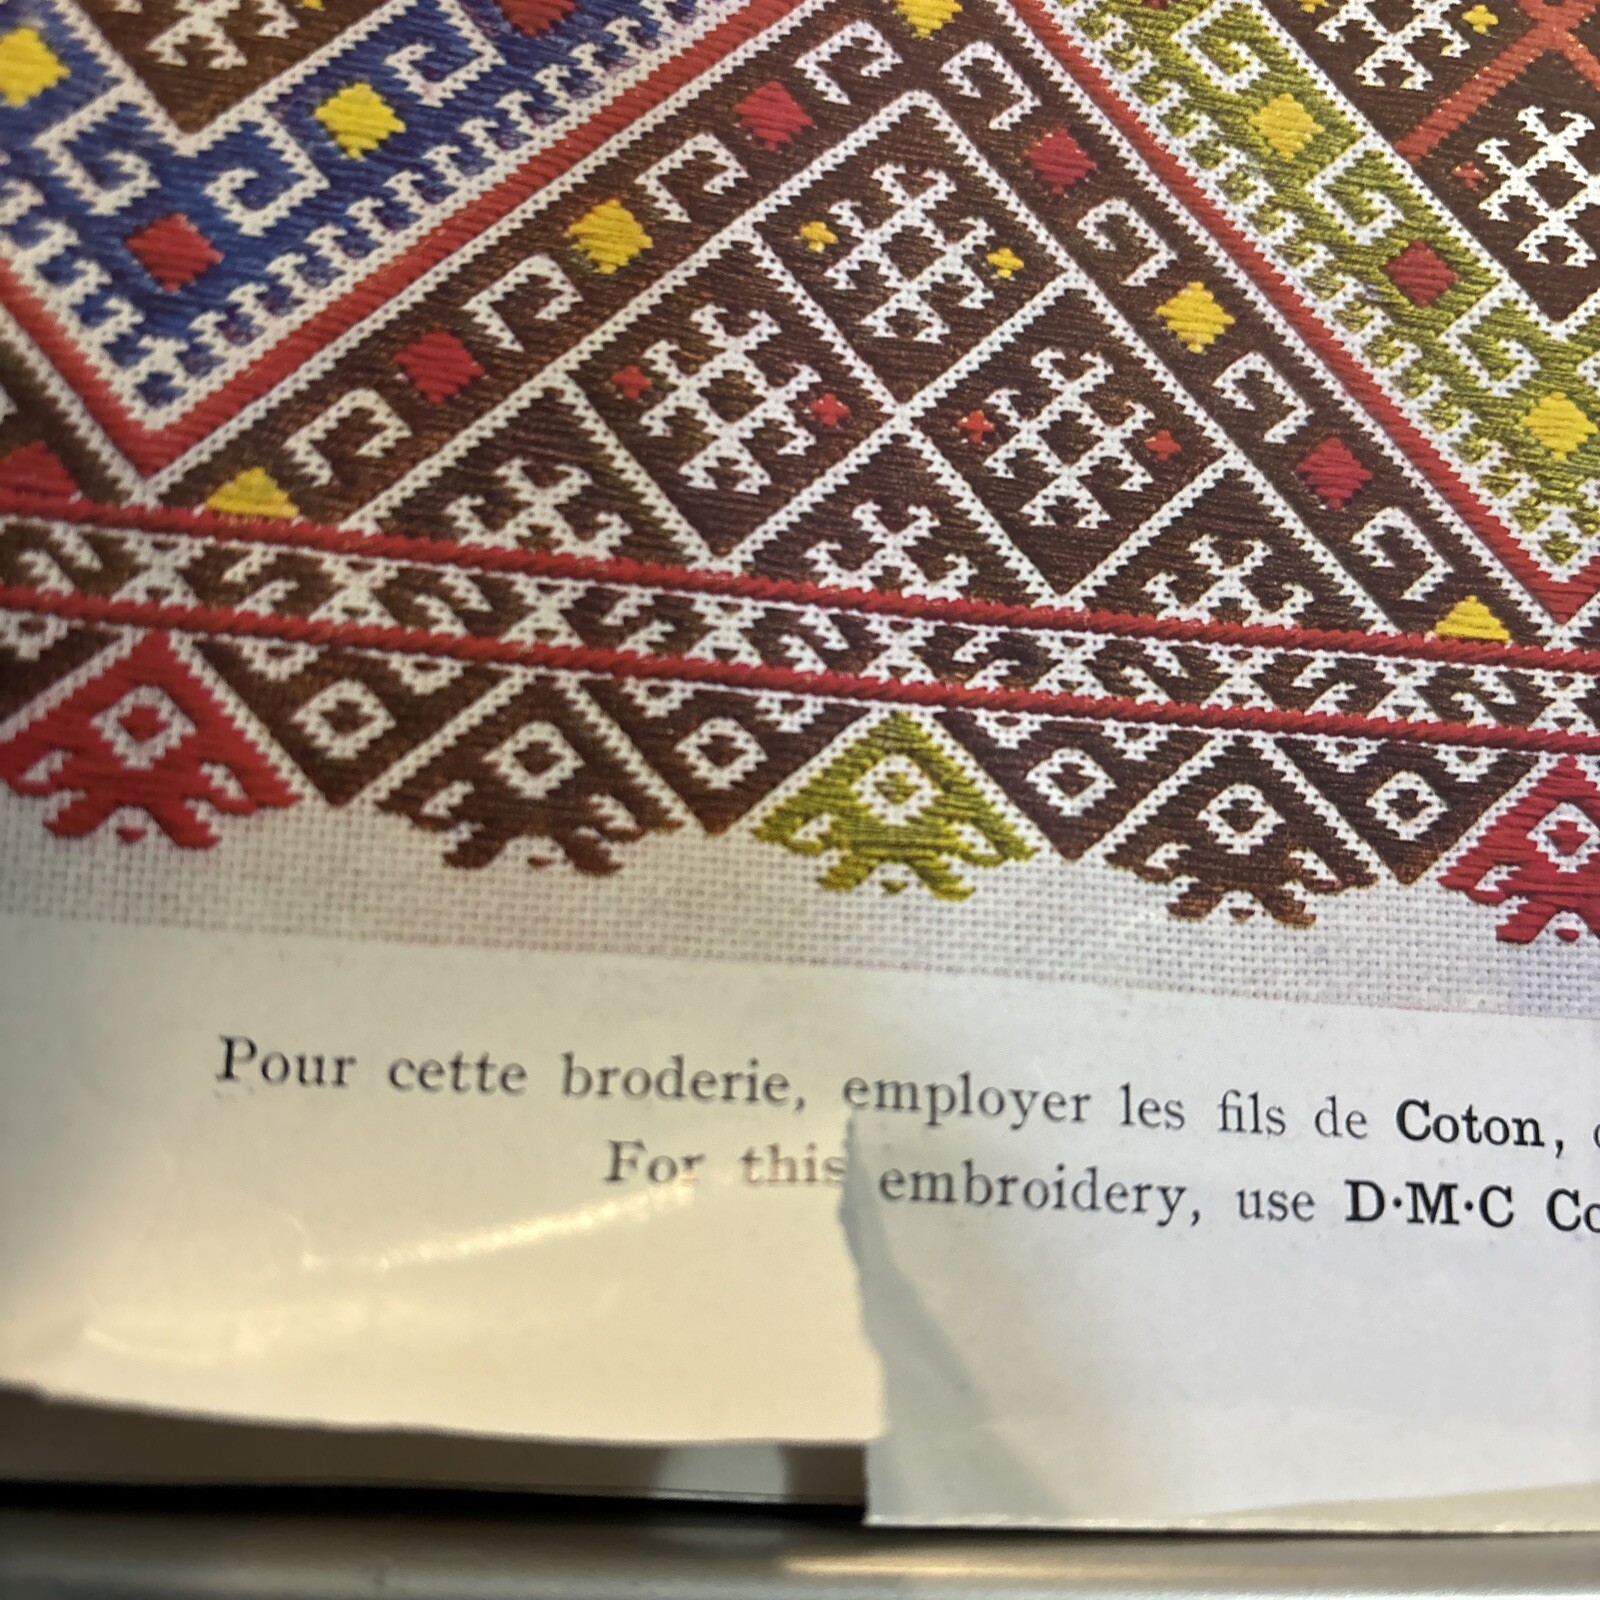 Pour cette broderie, employer les fils de Coton,
For this embroidery, use D·M·C